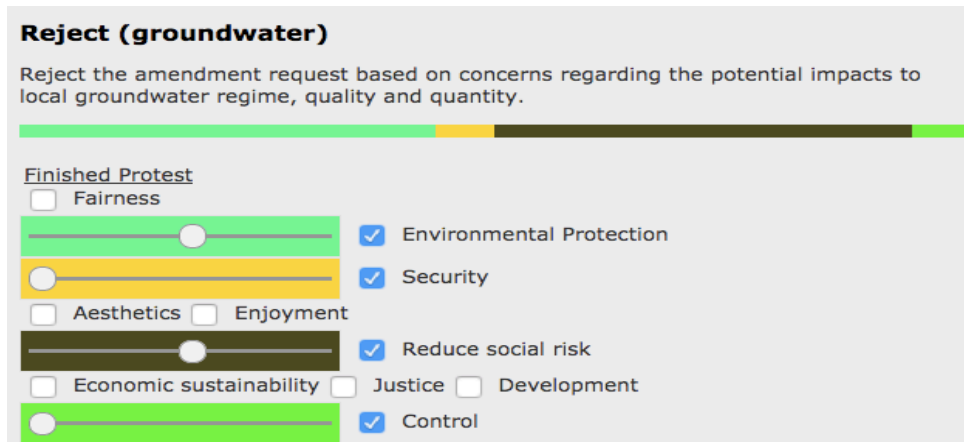 Reject (groundwater)
Reject the amendment request based on concerns regarding the potential impacts to
local groundwater regime, quality and quantity.
Finished Protest
Fairness
Environmental Protection
Security
Aesthetics Enjoyment
Reduce social risk
Economic sustainability Justice Development
Control